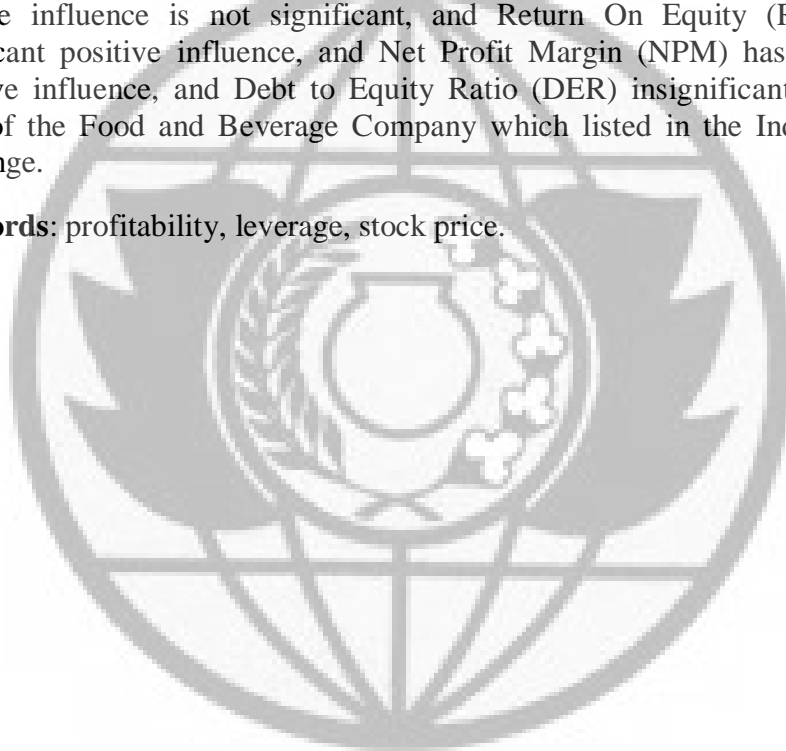 e influence is not significant, and Return On Equity (
cant positive influence, and Net Profit Margin (NPM) has
ve influence, and Debt to Equity Ratio (DER) insignificant
of the Food and Beverage Company which listed in the
nge.
ords: profitability, leverage, stock price.